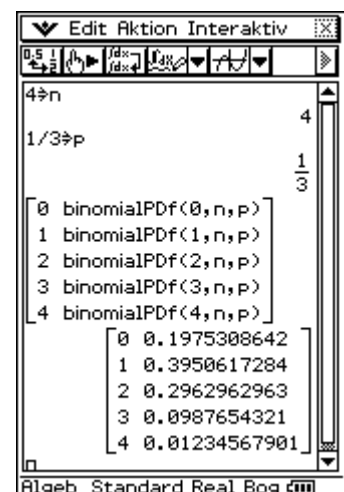 Edit Aktion Interaktiv
4⇒n
4
1/3⇒p
1
3
0 binomialPDf(0,n,p)
1 binomialPDf(1,n,p)
2 binomialPDf(2,n,p)
3 binomialPDf(3,n,p)
4 binomialPDf(4,n,p)
0 0.1975308642
1 0.3950617284
2 0.2962962963
3 0.0987654321
4 0.01234567901
Algeb Standard Real Bog